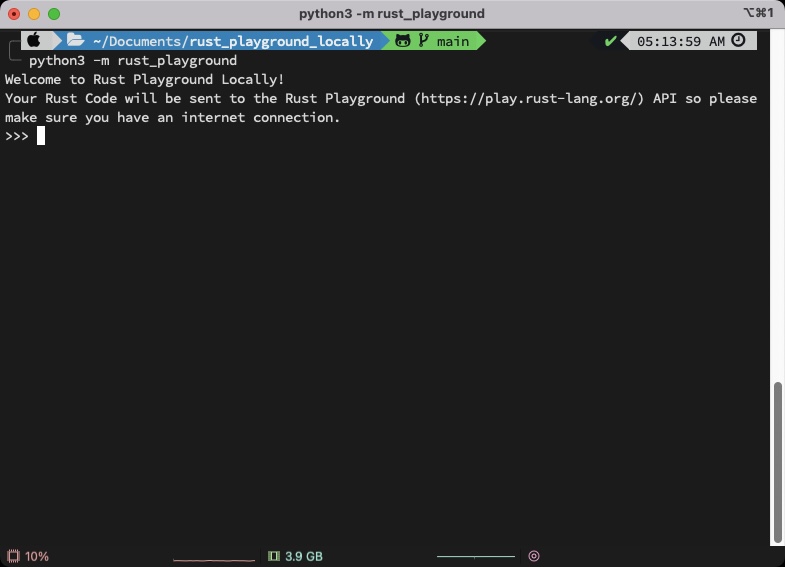 python3 -m rust_playground
⌥⌘1
~/Documents/rust_playground_locally main 05:13:59 AM
python3 -m rust_playground
Welcome to Rust Playground Locally!
Your Rust Code will be sent to the Rust Playground (https://play.rust-lang.org/) API so please
make sure you have an internet connection.
>>>
10% 3.9 GB